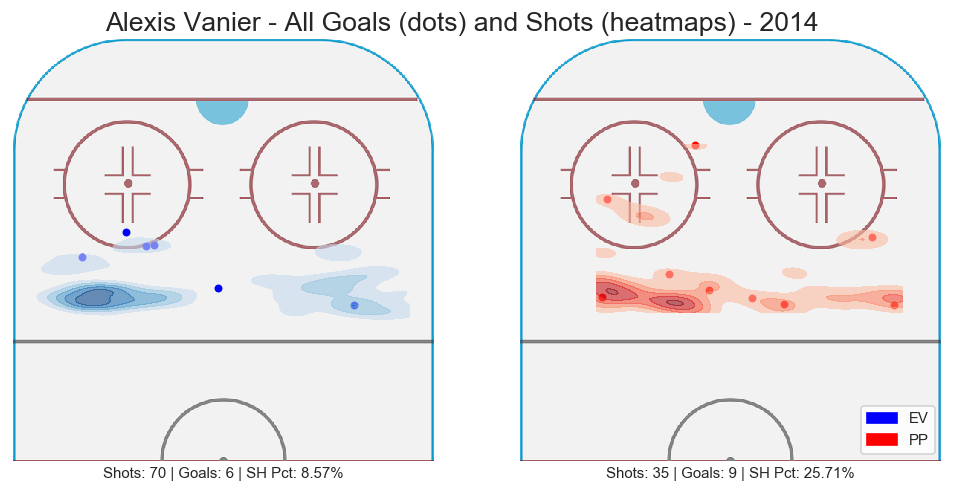 Alexis Vanier - All Goals (dots) and Shots (heatmaps) - 2014
EV
PP
Shots: 70 | Goals: 6 | SH Pct: 8.57%
Shots: 35 | Goals: 9 | SH Pct: 25.71%